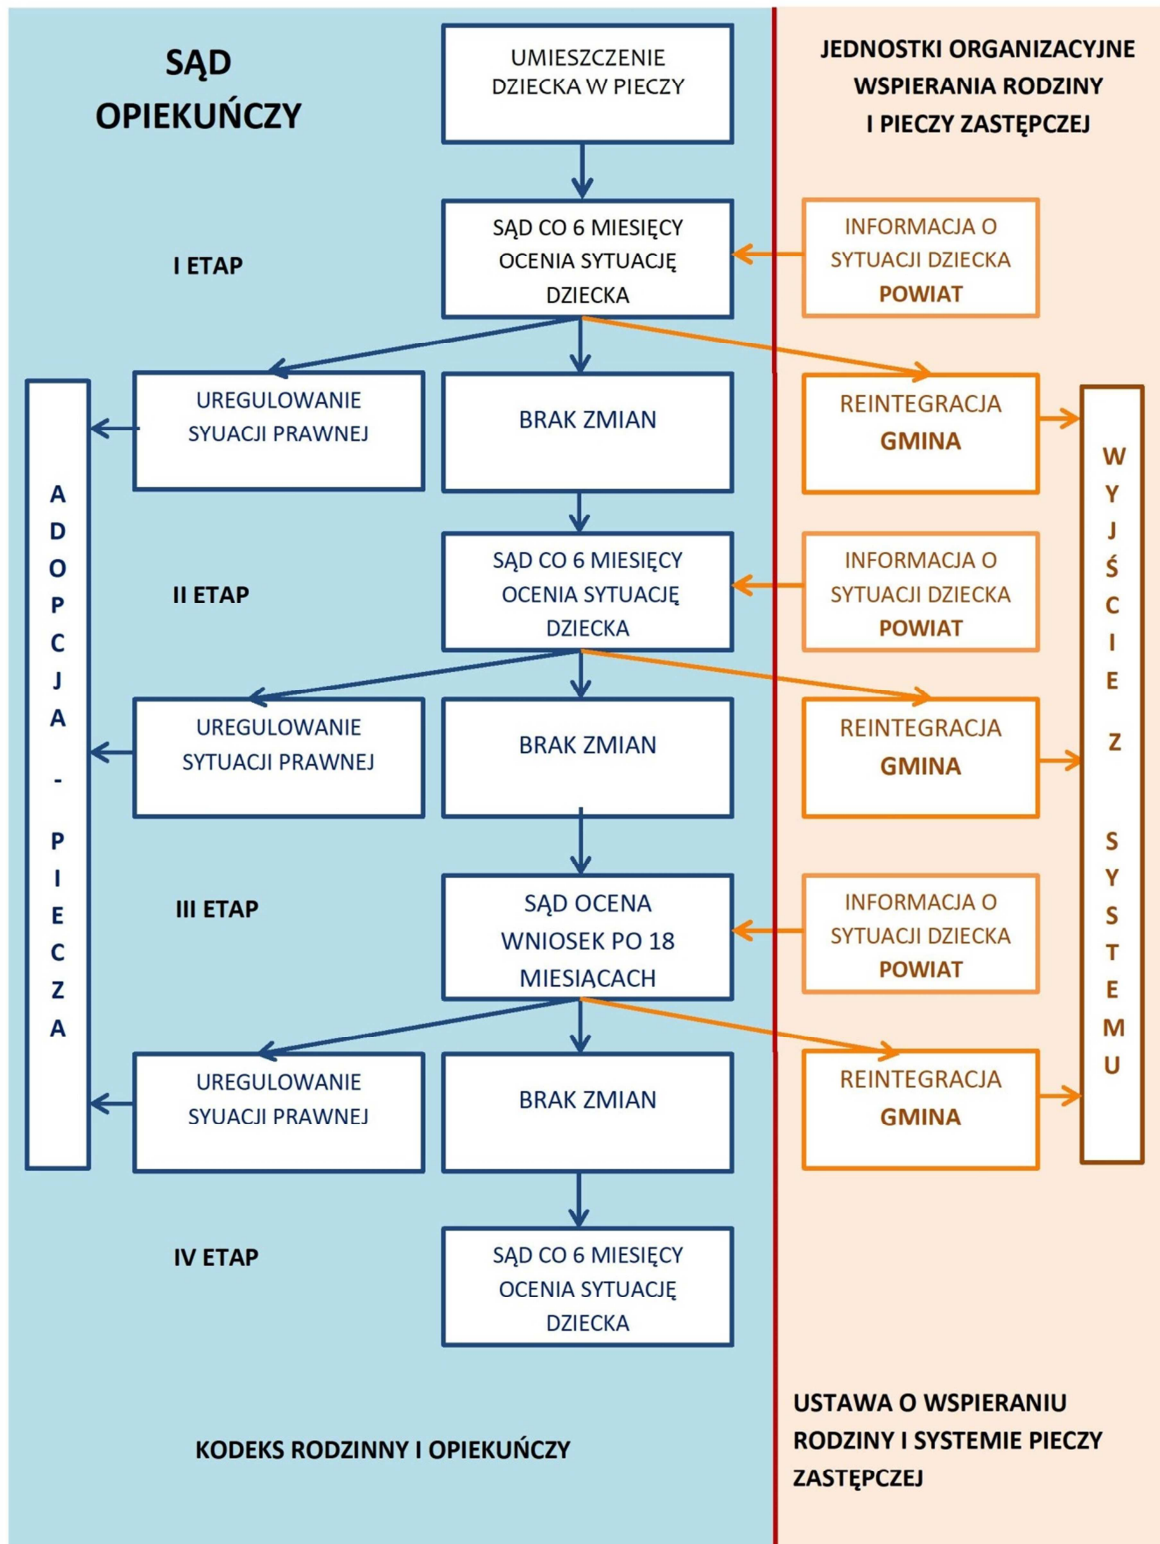 SĄD
OPIEKUŃCZY
UMIESZCZENIE
DZIECKA W PIECZY
JEDNOSTKI ORGANIZACYJNE
WSPIERANIA RODZINY
I PIECZY ZASTĘPCZEJ
I ETAP
SĄD CO 6 MIESIĘCY
OCENIA SYTUACJĘ
DZIECKA
INFORMACJA O
SYTUACJI DZIECKA
POWIAT
UREGULOWANIE
SYUACJI PRAWNEJ
BRAK ZMIAN
REINTEGRACJA
GMINA
ADOPCJA - PIECZA
WYJŚCIE Z SYSTEMU
II ETAP
SĄD CO 6 MIESIĘCY
OCENIA SYTUACJĘ
DZIECKA
INFORMACJA O
SYTUACJI DZIECKA
POWIAT
UREGULOWANIE
SYTUACJI PRAWNEJ
BRAK ZMIAN
REINTEGRACJA
GMINA
III ETAP
SĄD OCENA
WNIOSEK PO 18
MIESIĄCACH
INFORMACJA O
SYTUACJI DZIECKA
POWIAT
UREGULOWANIE
SYUACJI PRAWNEJ
BRAK ZMIAN
REINTEGRACJA
GMINA
IV ETAP
SĄD CO 6 MIESIĘCY
OCENIA SYTUACJĘ
DZIECKA
KODEKS RODZINNY I OPIEKUŃCZY
USTAWA O WSPIERANIU
RODZINY I SYSTEMIE PIECZY
ZASTĘPCZEJ